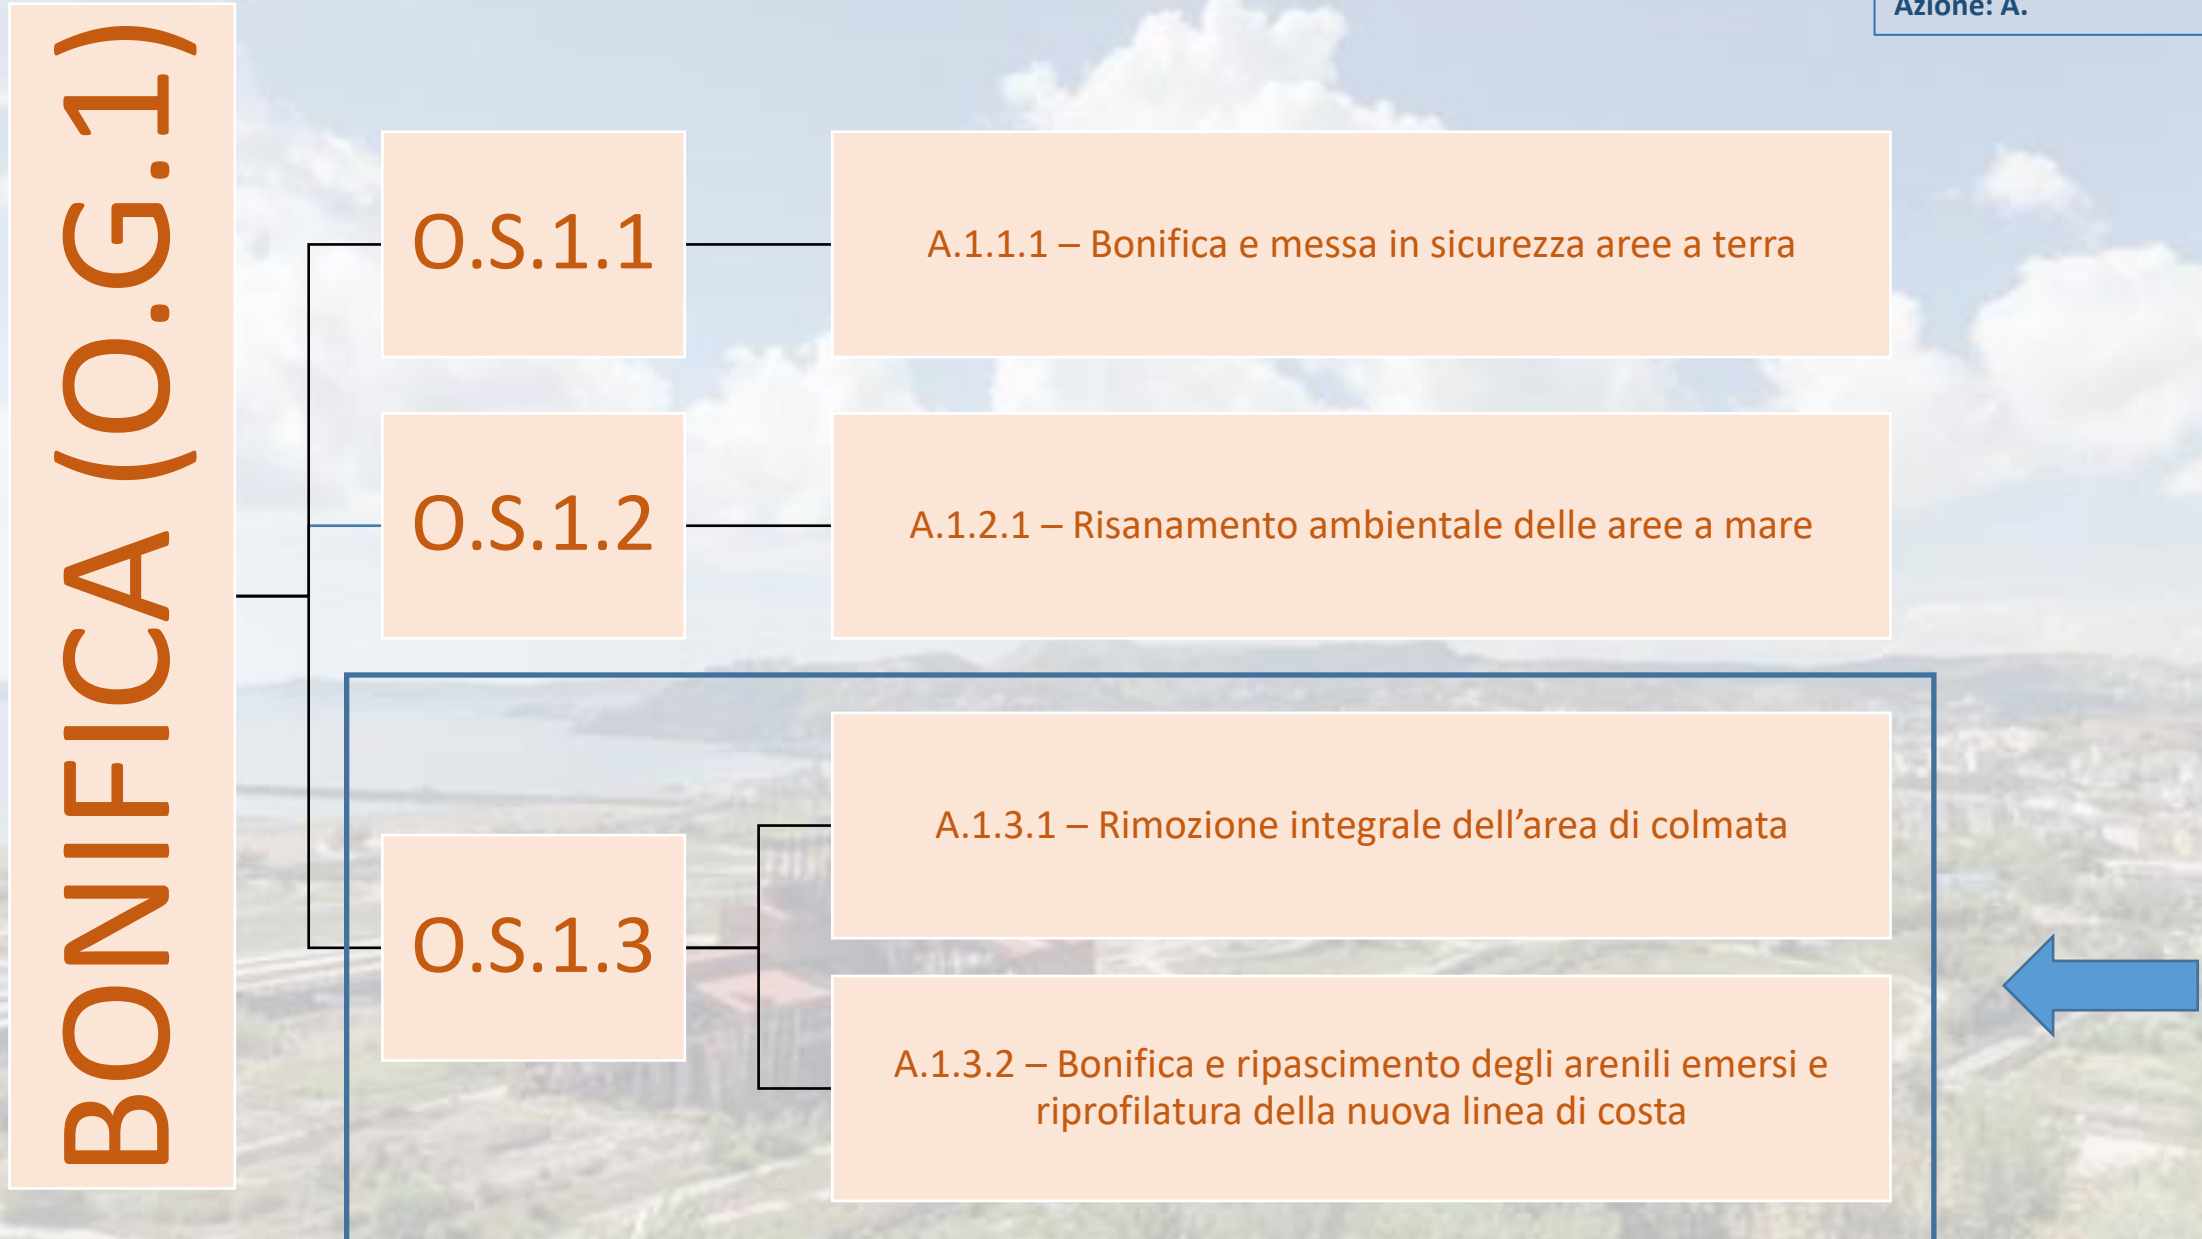 Azione: A.
BONIFICA (O.G.1)
O.S.1.1
A.1.1.1 – Bonifica e messa in sicurezza aree a terra
O.S.1.2
A.1.2.1 – Risanamento ambientale delle aree a mare
O.S.1.3
A.1.3.1 – Rimozione integrale dell’area di colmata
A.1.3.2 – Bonifica e ripascimento degli arenili emersi e
riprofilatura della nuova linea di costa